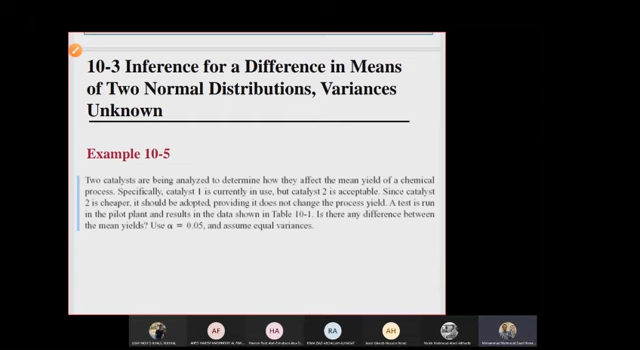 10-3 Inference for a Difference in Means
of Two Normal Distributions, Variances
Unknown
Example 10-5
Two catalysts are being analyzed to determine how they affect the mean yield of a chemical
process. Specifically, catalyst 1 is currently in use, but catalyst 2 is acceptable. Since catalyst
2 is cheaper, it should be adopted, providing it does not change the process yield. A test is run
in the pilot plant and results in the data shown in Table 10-1. Is there any difference between
the mean yields? Use α = 0.05, and assume equal variances.
AF
HA
RA
AH